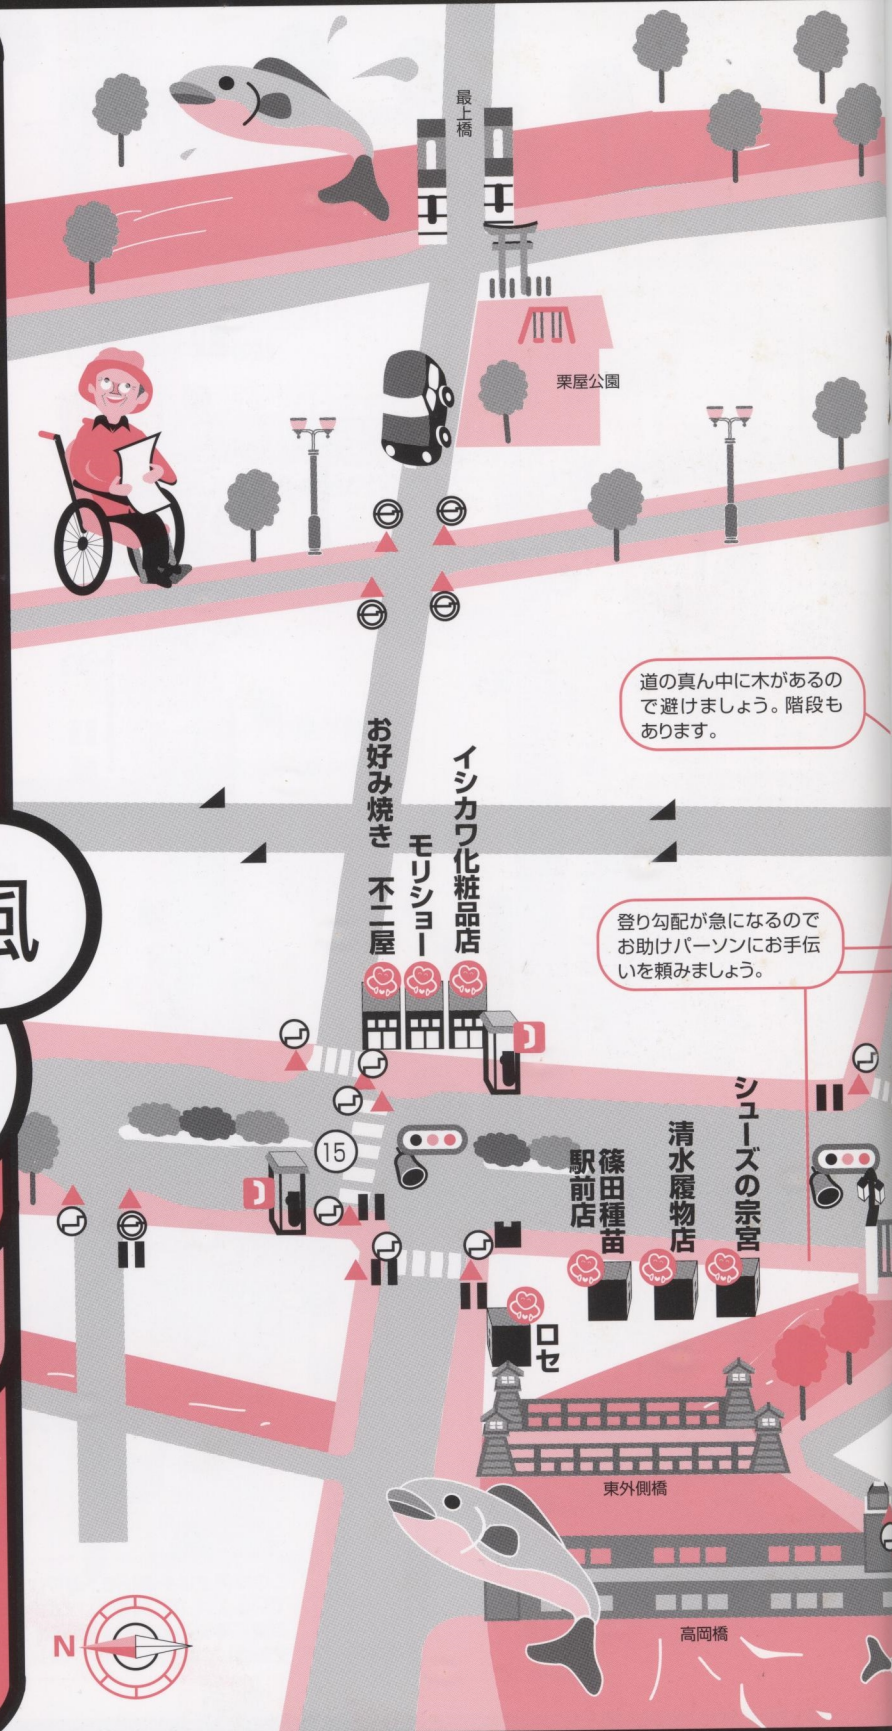 最上橋
栗屋公園
道の真ん中に木があるの
で避けましょう。階段も
あります。
お好み焼き 不二屋
モリショー
イシカワ化粧品店
風
登り勾配が急になるので
お助けパーソンにお手伝
いを頼みましょう。
15
篠田種苗
駅前店
清水履物店
シューズの宗宮
ロセ
東外側橋
高岡橋
N